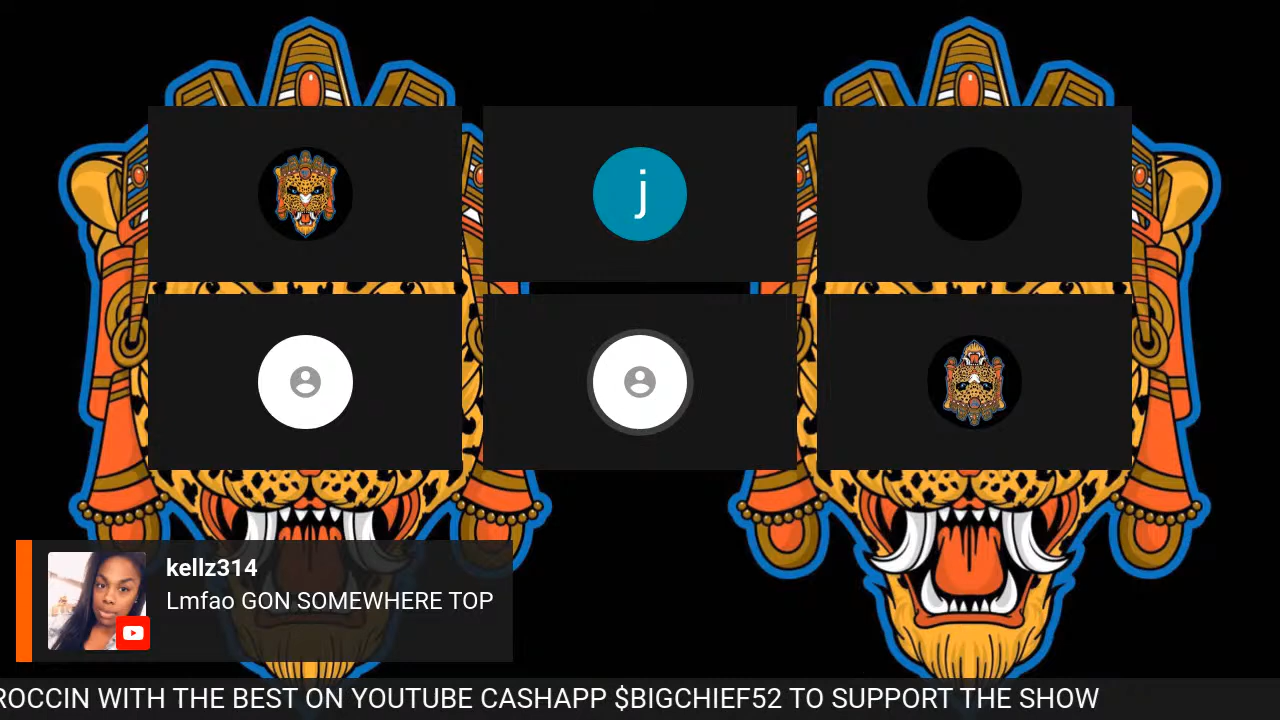 j
kellz314
Lmfao GON SOMEWHERE TOP
ROCCIN WITH THE BEST ON YOUTUBE CASHAPP $BIGCHIEF52 TO SUPPORT THE SHOW